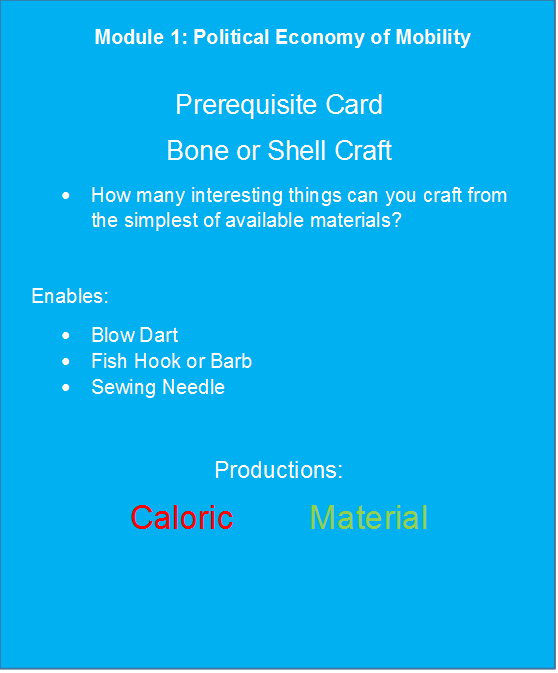 Module 1: Political Economy of Mobility
Prerequisite Card
Bone or Shell Craft
• How many interesting things can you craft from
the simplest of available materials?
Enables:
• Blow Dart
• Fish Hook or Barb
• Sewing Needle
Productions:
Caloric Material